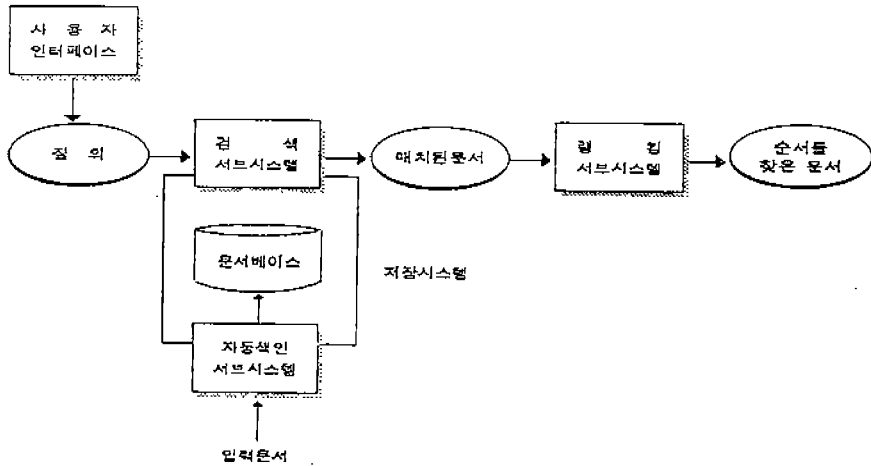 사 용 자
인터페이스
질 의
검 색
서브시스템
매치된문서
랭 킹
서브시스템
순서를
찾은 문서
문서베이스
저장시스템
자동색인
서브시스템
입력문서